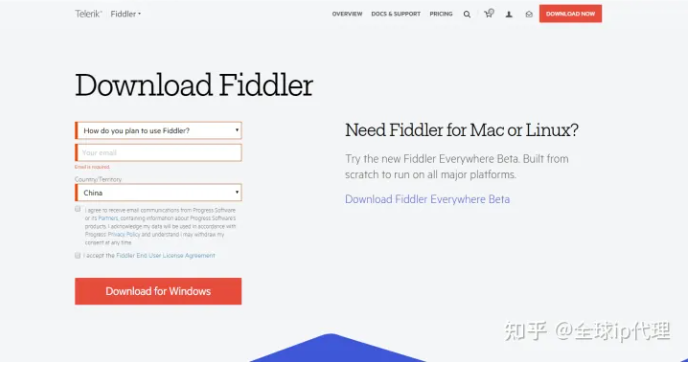 Telerik Fiddler
OVERVIEW DOCS & SUPPORT PRICING DOWNLOAD NOW
Download Fiddler
How do you plan to use Fiddler?
Your email
Email is required
Country/Territory
China
I agree to receive email communications from Progress Software
or its Partners, containing information about Progress Software's
products. I acknowledge my data will be used in accordance with
Progress' Privacy Policy and understand I may withdraw my
consent at any time.
I accept the Fiddler End User License Agreement
Download for Windows
Need Fiddler for Mac or Linux?
Try the new Fiddler Everywhere Beta. Built from
scratch to run on all major platforms.
Download Fiddler Everywhere Beta
知乎 @全球ip代理